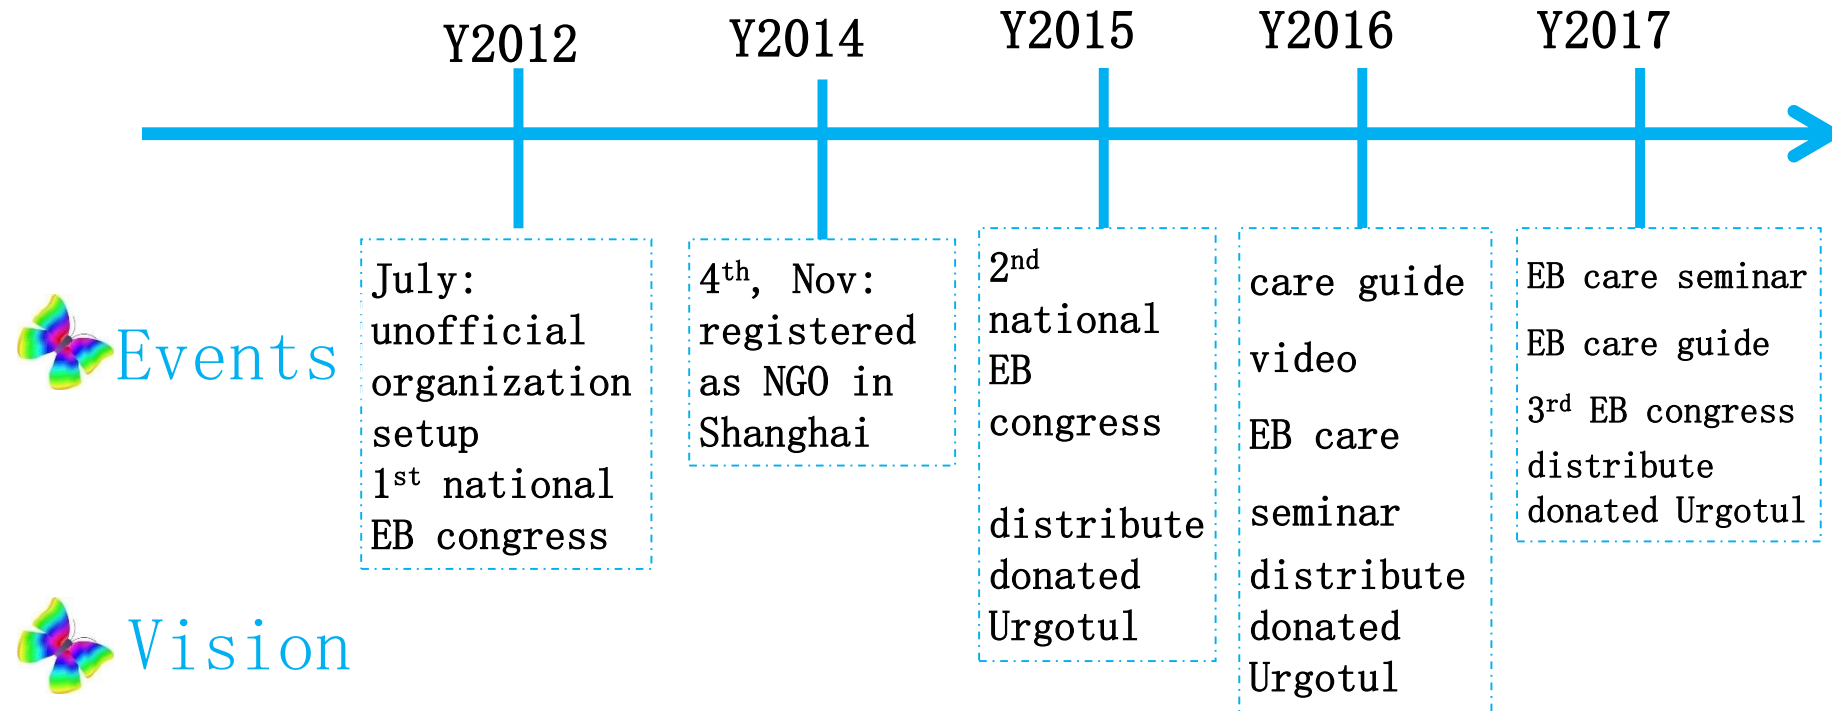 Y2012
Y2014
Y2015
Y2016
Y2017
Events
July:
unofficial
organization
setup
1st national
EB congress
4th, Nov:
registered
as NGO in
Shanghai
2nd
national
EB
congress
distribute
donated
Urgotul
care guide
video
EB care
seminar
distribute
donated
Urgotul
EB care seminar
EB care guide
3rd EB congress
distribute
donated Urgotul
Vision